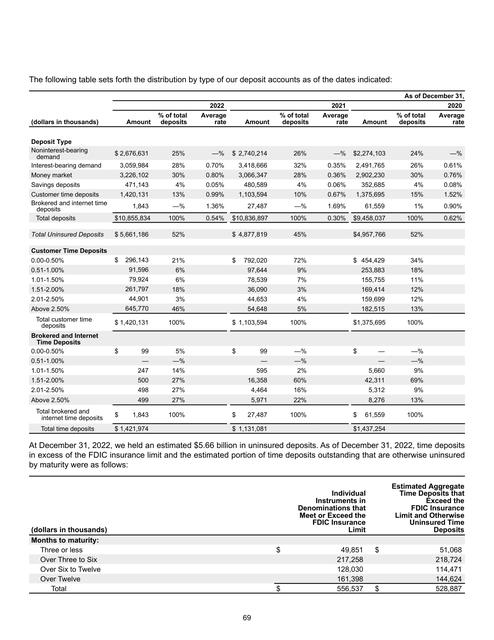 The following table sets forth the distribution by type of our deposit accounts as of the dates indicated:
As of December 31,
2022 2021 2020
(dollars in thousands) Amount % of total deposits Average rate Amount % of total deposits Average rate Amount % of total deposits Average rate
Deposit Type
Noninterest-bearing demand $ 2,676,631 25% —% $ 2,740,214 26% —% $2,274,103 24% —%
Interest-bearing demand 3,059,984 28% 0.70% 3,418,666 32% 0.35% 2,491,765 26% 0.61%
Money market 3,226,102 30% 0.80% 3,066,347 28% 0.36% 2,902,230 30% 0.76%
Savings deposits 471,143 4% 0.05% 480,589 4% 0.06% 352,685 4% 0.08%
Customer time deposits 1,420,131 13% 0.99% 1,103,594 10% 0.67% 1,375,695 15% 1.52%
Brokered and internet time deposits 1,843 —% 1.36% 27,487 —% 1.69% 61,559 1% 0.90%
Total deposits $10,855,834 100% 0.54% $10,836,897 100% 0.30% $9,458,037 100% 0.62%
Total Uninsured Deposits $ 5,661,186 52% $ 4,877,819 45% $4,957,766 52%
Customer Time Deposits
0.00-0.50% $ 296,143 21% $ 792,020 72% $ 454,429 34%
0.51-1.00% 91,596 6% 97,644 9% 253,883 18%
1.01-1.50% 79,924 6% 78,539 7% 155,755 11%
1.51-2.00% 261,797 18% 36,090 3% 169,414 12%
2.01-2.50% 44,901 3% 44,653 4% 159,699 12%
Above 2.50% 645,770 46% 54,648 5% 182,515 13%
Total customer time deposits $ 1,420,131 100% $ 1,103,594 100% $1,375,695 100%
Brokered and Internet Time Deposits
0.00-0.50% $ 99 5% $ 99 —% $ — —%
0.51-1.00% — —% — —% — —%
1.01-1.50% 247 14% 595 2% 5,660 9%
1.51-2.00% 500 27% 16,358 60% 42,311 69%
2.01-2.50% 498 27% 4,464 16% 5,312 9%
Above 2.50% 499 27% 5,971 22% 8,276 13%
Total brokered and internet time deposits $ 1,843 100% $ 27,487 100% $ 61,559 100%
Total time deposits $ 1,421,974 $ 1,131,081 $1,437,254
At December 31, 2022, we held an estimated $5.66 billion in uninsured deposits. As of December 31, 2022, time deposits
in excess of the FDIC insurance limit and the estimated portion of time deposits outstanding that are otherwise uninsured
by maturity were as follows:
(dollars in thousands) Individual Instruments in Denominations that Meet or Exceed the FDIC Insurance Limit Estimated Aggregate Time Deposits that Exceed the FDIC Insurance Limit and Otherwise Uninsured Time Deposits
Months to maturity:
Three or less $ 49,851 $ 51,068
Over Three to Six 217,258 218,724
Over Six to Twelve 128,030 114,471
Over Twelve 161,398 144,624
Total $ 556,537 $ 528,887
69